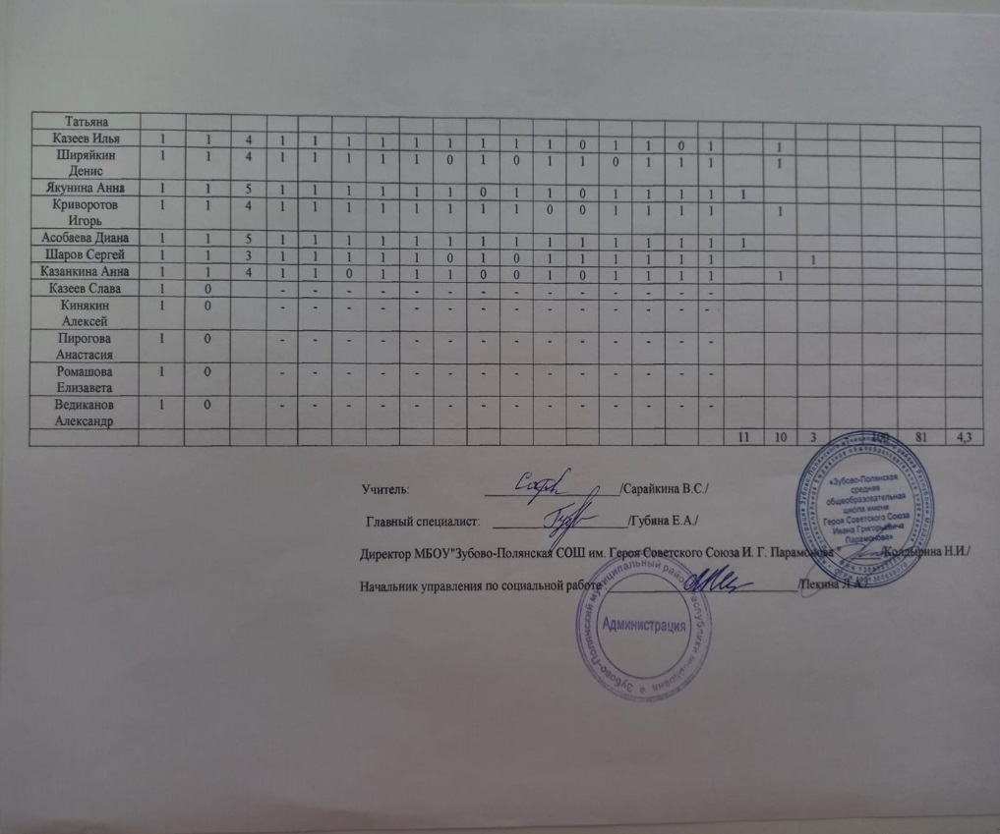 Татьяна
Казеев Илья 1 1 4 1 1 1 1 1 1 1 1 1 0 1 1 0 1 1
Ширяйкин 1 1 4 1 1 1 1 1 0 1 0 1 1 0 1 1 1 1
Денис
Якунина Анна 1 1 5 1 1 1 1 1 1 0 1 1 0 1 1 1 1 1
Криворотов 1 1 4 1 1 1 1 1 1 1 1 0 0 1 1 1 1 1
Игорь
Асобаева Диана 1 1 5 1 1 1 1 1 1 1 1 1 1 1 1 1 1 1
Шаров Сергей 1 1 3 1 1 1 1 1 0 1 0 1 1 1 1 1 1 1
Казанкина Анна 1 1 4 1 1 0 1 1 1 0 0 1 0 1 1 1 1 1
Казеев Слава 1 0 - - - - - - - - - - - - - -
Кинякин 1 0 - - - - - - - - - - - - - -
Алексей
Пирогова 1 0 - - - - - - - - - - - - - -
Анастасия
Ромашова 1 0 - - - - - - - - - - - - - -
Елизавета
Ведиканов 1 0 - - - - - - - - - - - - - -
Александр
11 10 3 81 4,3
Учитель: /Сарайкина В.С./
Главный специалист: /Губина Е.А./
Директор МБОУ"Зубово-Полянская СОШ им. Героя Советского Союза И. Г. Парамонова " /Колдырина Н.И./
Начальник управления по социальной работе /Пекина Л.А/
«Зубово-Полянская
средняя
общеобразовательная
школа имени
Героя Советского Союза
Ивана Григорьевича
Парамонова»
Администрация
Зубово-Полянский муниципальный район Республики Мордовия